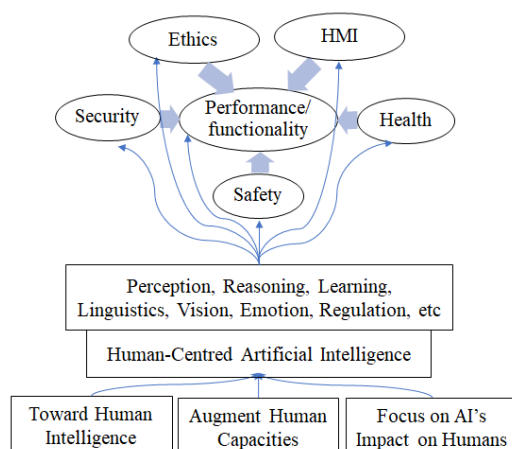 Ethics
HMI
Security
Performance/
functionality
Health
Safety
Perception, Reasoning, Learning,
Linguistics, Vision, Emotion, Regulation, etc
Human-Centred Artificial Intelligence
Toward Human
Intelligence
Augment Human
Capacities
Focus on AI's
Impact on Humans